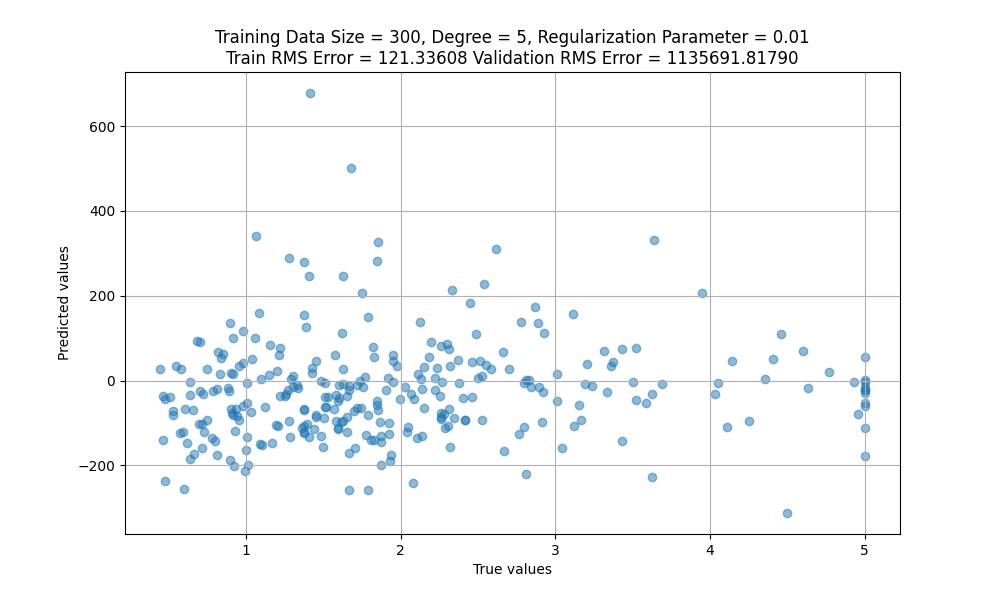 Training Data Size = 300, Degree = 5, Regularization Parameter = 0.01
Train RMS Error = 121.33608 Validation RMS Error = 1135691.81790
600
400
200
0
−200
Predicted values
1
2
3
4
5
True values